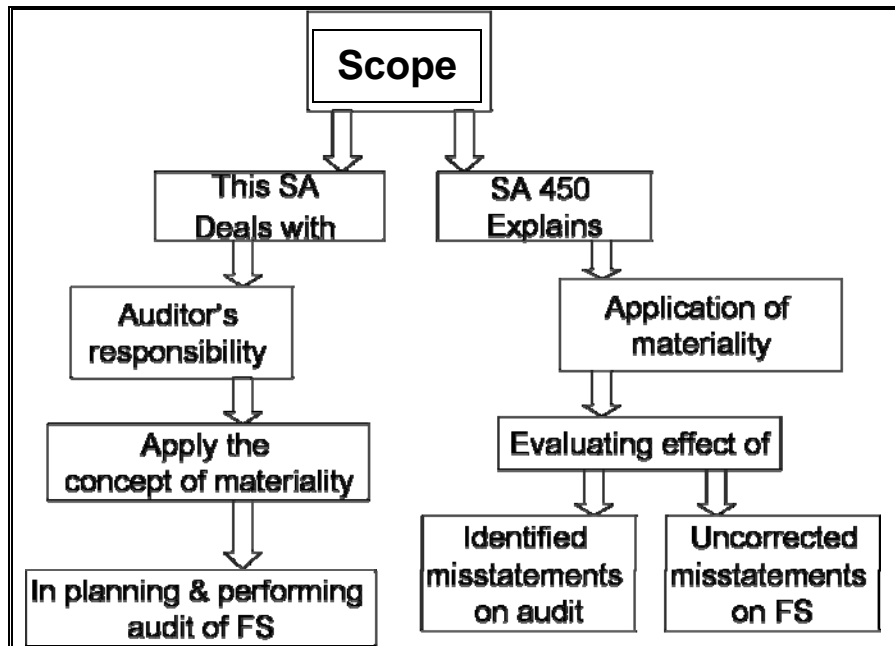 Scope
This SA
Deals with
Auditor's
responsibility
Apply the
concept of materiality
In planning & performing
audit of FS
SA 450
Explains
Application of
materiality
Evaluating effect of
Identified
misstatements
on audit
Uncorrected
misstatements
on FS